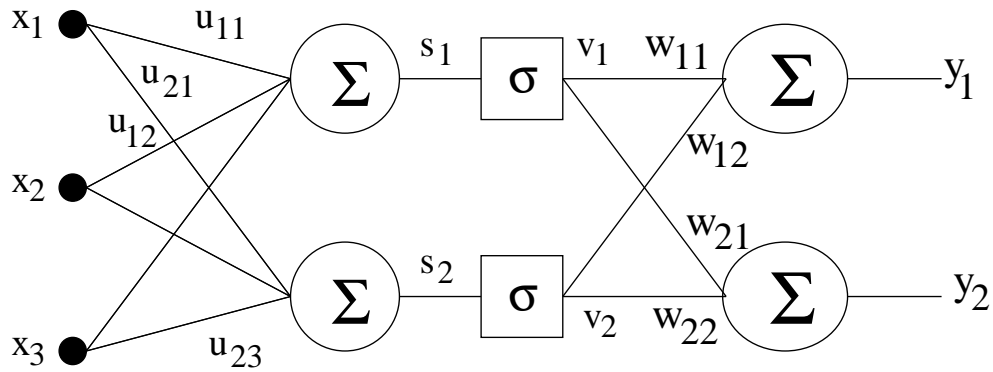 x₁ u₁₁ Σ s₁ σ v₁ w₁₁ Σ y₁
u₂₁
u₁₂
w₁₂
x₂
w₂₁
Σ s₂ σ v₂ w₂₂ Σ y₂
x₃ u₂₃